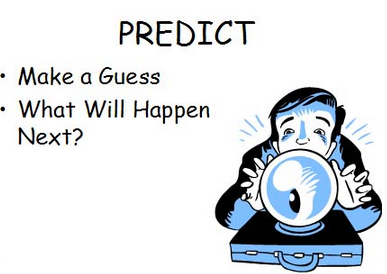 PREDICT
• Make a Guess
• What Will Happen
Next?